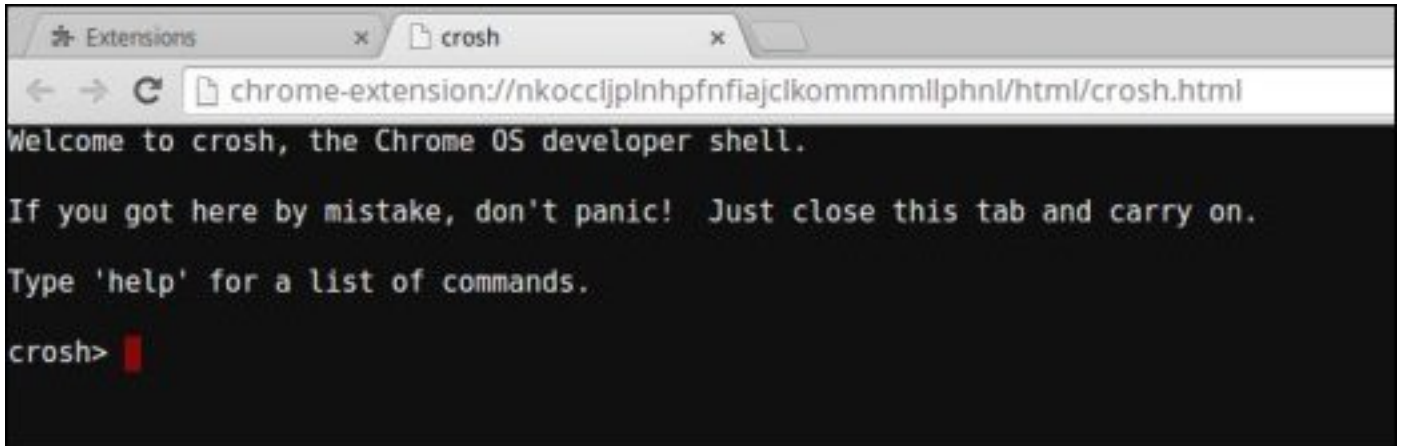 Extensions
crosh
chrome-extension://nkoccljplnhpfnfiajclkommnmllphnl/html/crosh.html
Welcome to crosh, the Chrome OS developer shell.
If you got here by mistake, don't panic!  Just close this tab and carry on.
Type 'help' for a list of commands.
crosh>